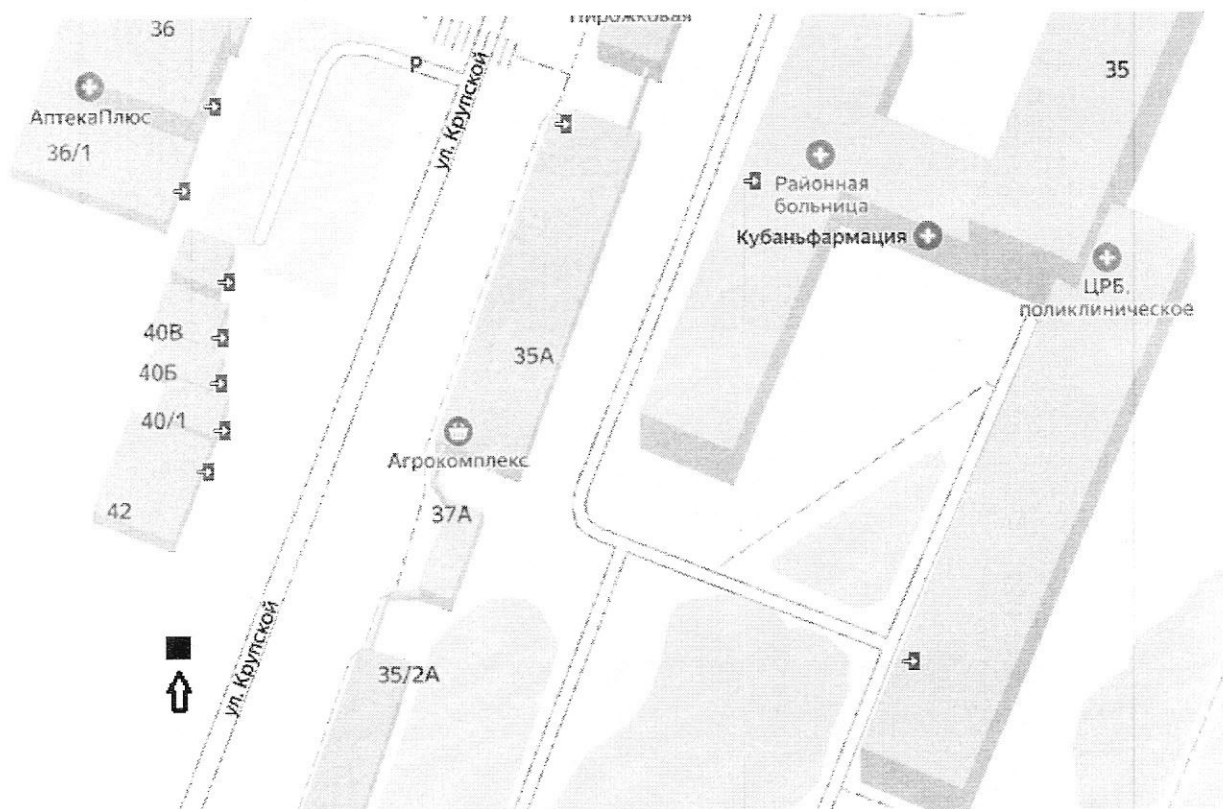 Пирожковая
36
P
ул. Крупской
35
АптекаПлюс
36/1
Районная
больница
Кубаньфармация
ЦРБ.
поликлиническое
40В
40Б
40/1
35А
Агрокомплекс
42
37А
ул. Крупской
35/2А